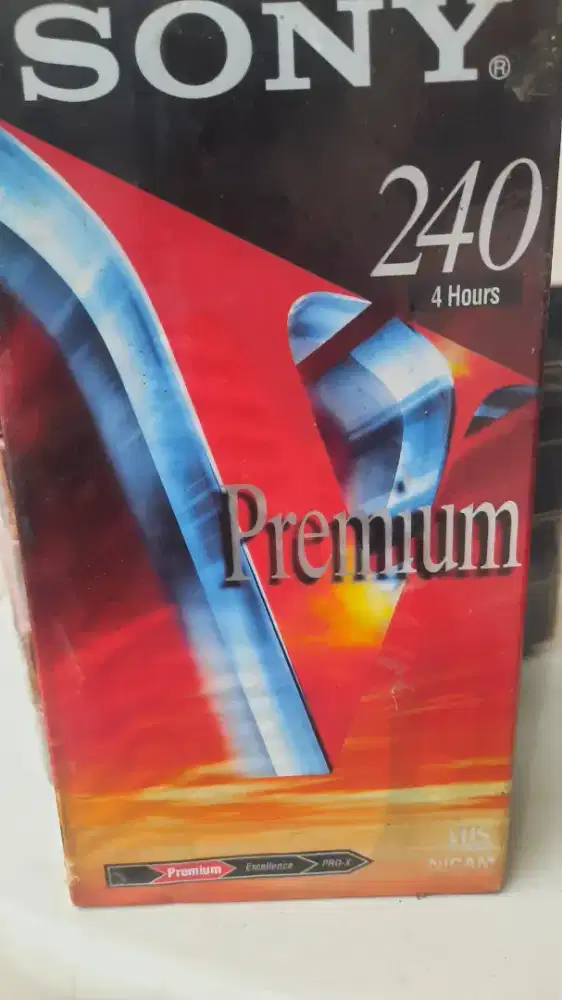 SONY®
240
4 Hours
Premium
VHS
NICAM
Premium Excellence PRO-X